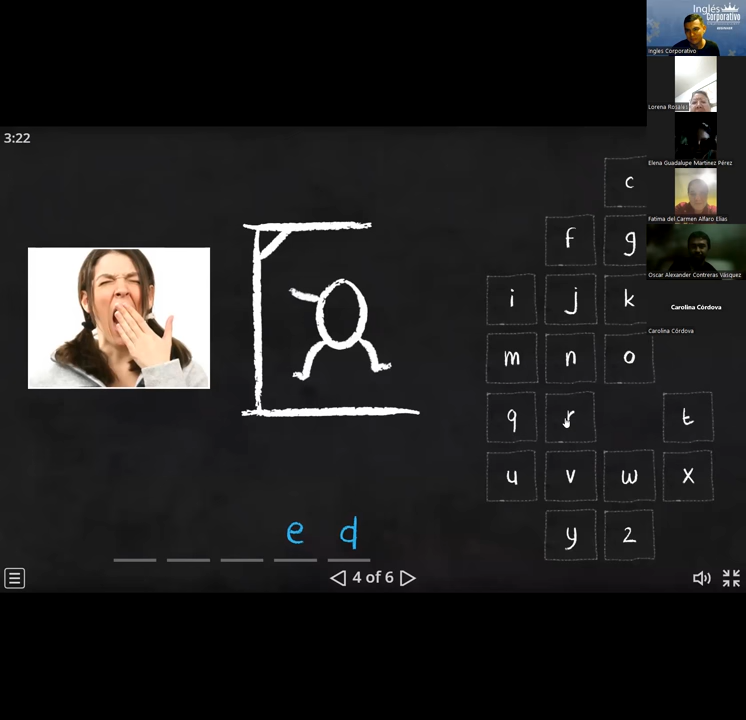 Inglés
Corporativo
BEGINNER
Ingles Corporativo
3:22
c
Lorena Rosales
Elena Guadalupe Martinez Pérez
f g
Fatima del Carmen Alfaro Elias
Oscar Alexander Contreras Vásquez
i j k
Carolina Córdova
Carolina Córdova
m n o
q r t
u v w x
e d
y z
4 of 6